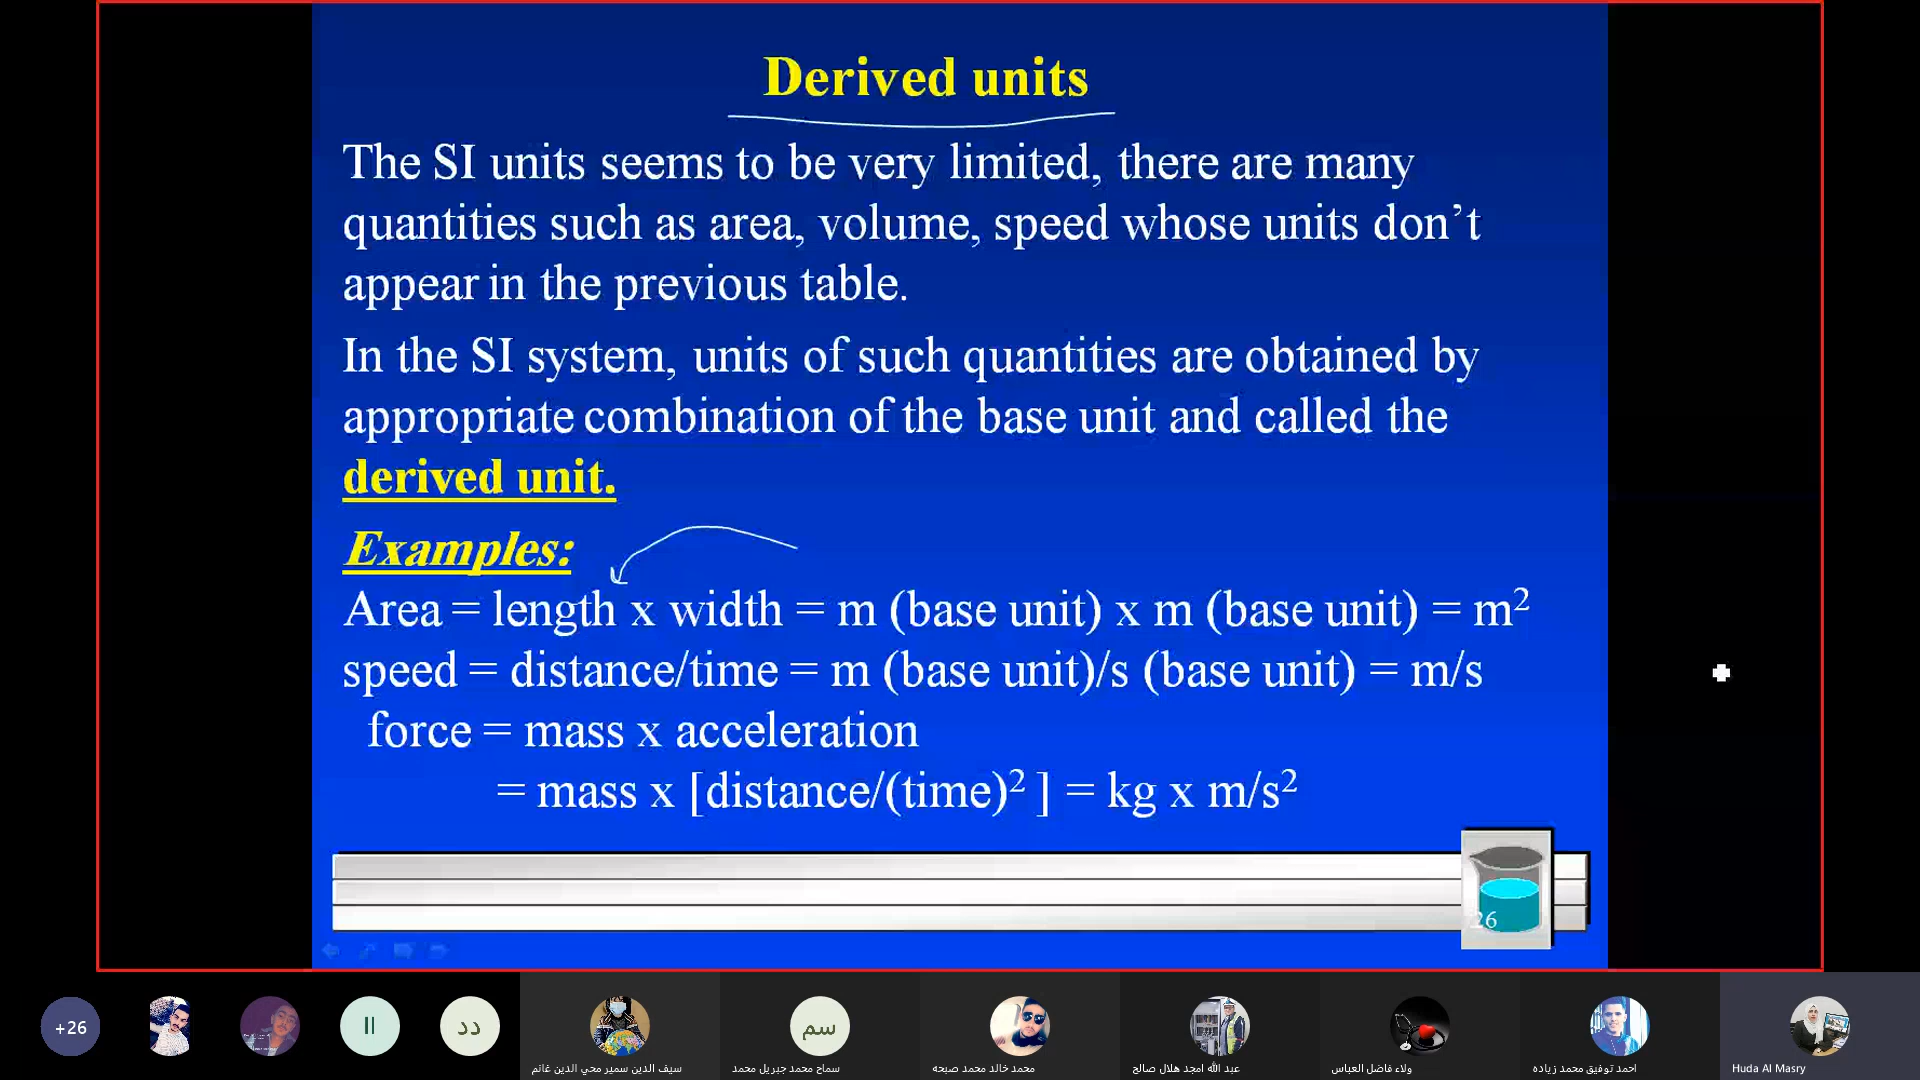 Derived units
The SI units seems to be very limited, there are many
quantities such as area, volume, speed whose units don’t
appear in the previous table.
In the SI system, units of such quantities are obtained by
appropriate combination of the base unit and called the
derived unit.
Examples:
Area = length x width = m (base unit) x m (base unit) = m²
speed = distance/time = m (base unit)/s (base unit) = m/s
force = mass x acceleration
= mass x [distance/(time)² ] = kg x m/s²
26
+26
II
دد
سم
سيف الدين سمير محي الدين غانم
سماح محمد جبريل محمد
محمد خالد محمد صبحه
عبد الله امجد هلال صالح
ولاء فاضل العباس
احمد توفيق محمد زياده
Huda Al Masry